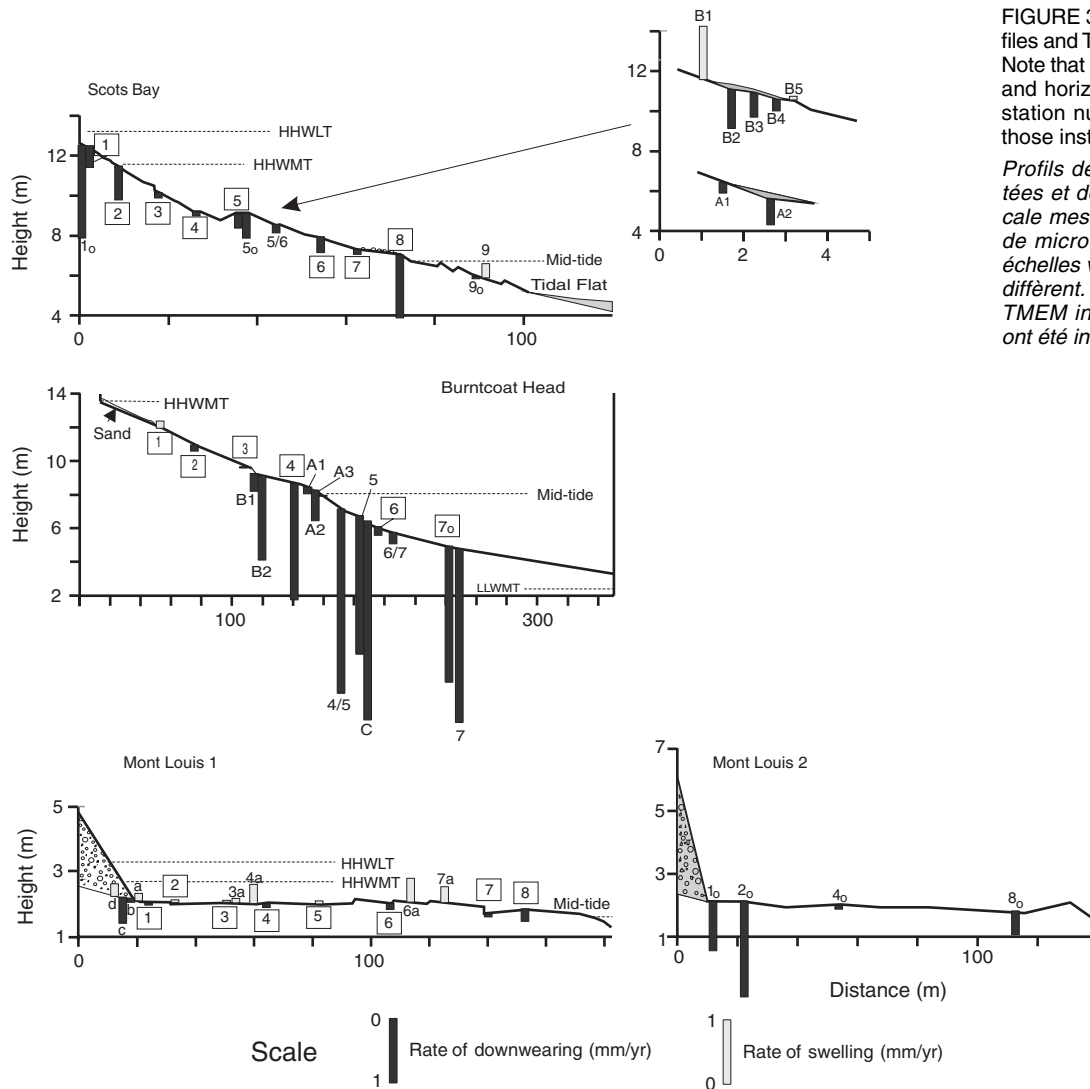 FIGURE 3
files and T
Note that
and horiz
station nu
those inst
Profils de
tées et de
cale mes
de micro
échelles v
diffèrent.
TMEM in
ont été in
Scots Bay
Height (m)
12
8
4
0
100
HHWLT
HHWMT
Mid-tide
Tidal Flat
1
1o
2
3
4
5
5o
5/6
6
7
8
9
9o
B1
B2
B3
B4
B5
A1
A2
12
8
4
0
2
4
Burntcoat Head
Height (m)
14
10
6
2
100
300
HHWMT
Sand
Mid-tide
LLWMT
1
2
3
B1
B2
4
A1
A3
A2
4/5
5
C
6
6/7
7o
7
Mont Louis 1
Height (m)
5
3
1
0
100
HHWLT
HHWMT
Mid-tide
d
a
b
c
1
2
3
3a
4a
4
5
6
6a
7a
7
8
Mont Louis 2
7
5
3
1
0
100
1o
2o
4o
8o
Distance (m)
Scale
0
1
Rate of downwearing (mm/yr)
1
0
Rate of swelling (mm/yr)